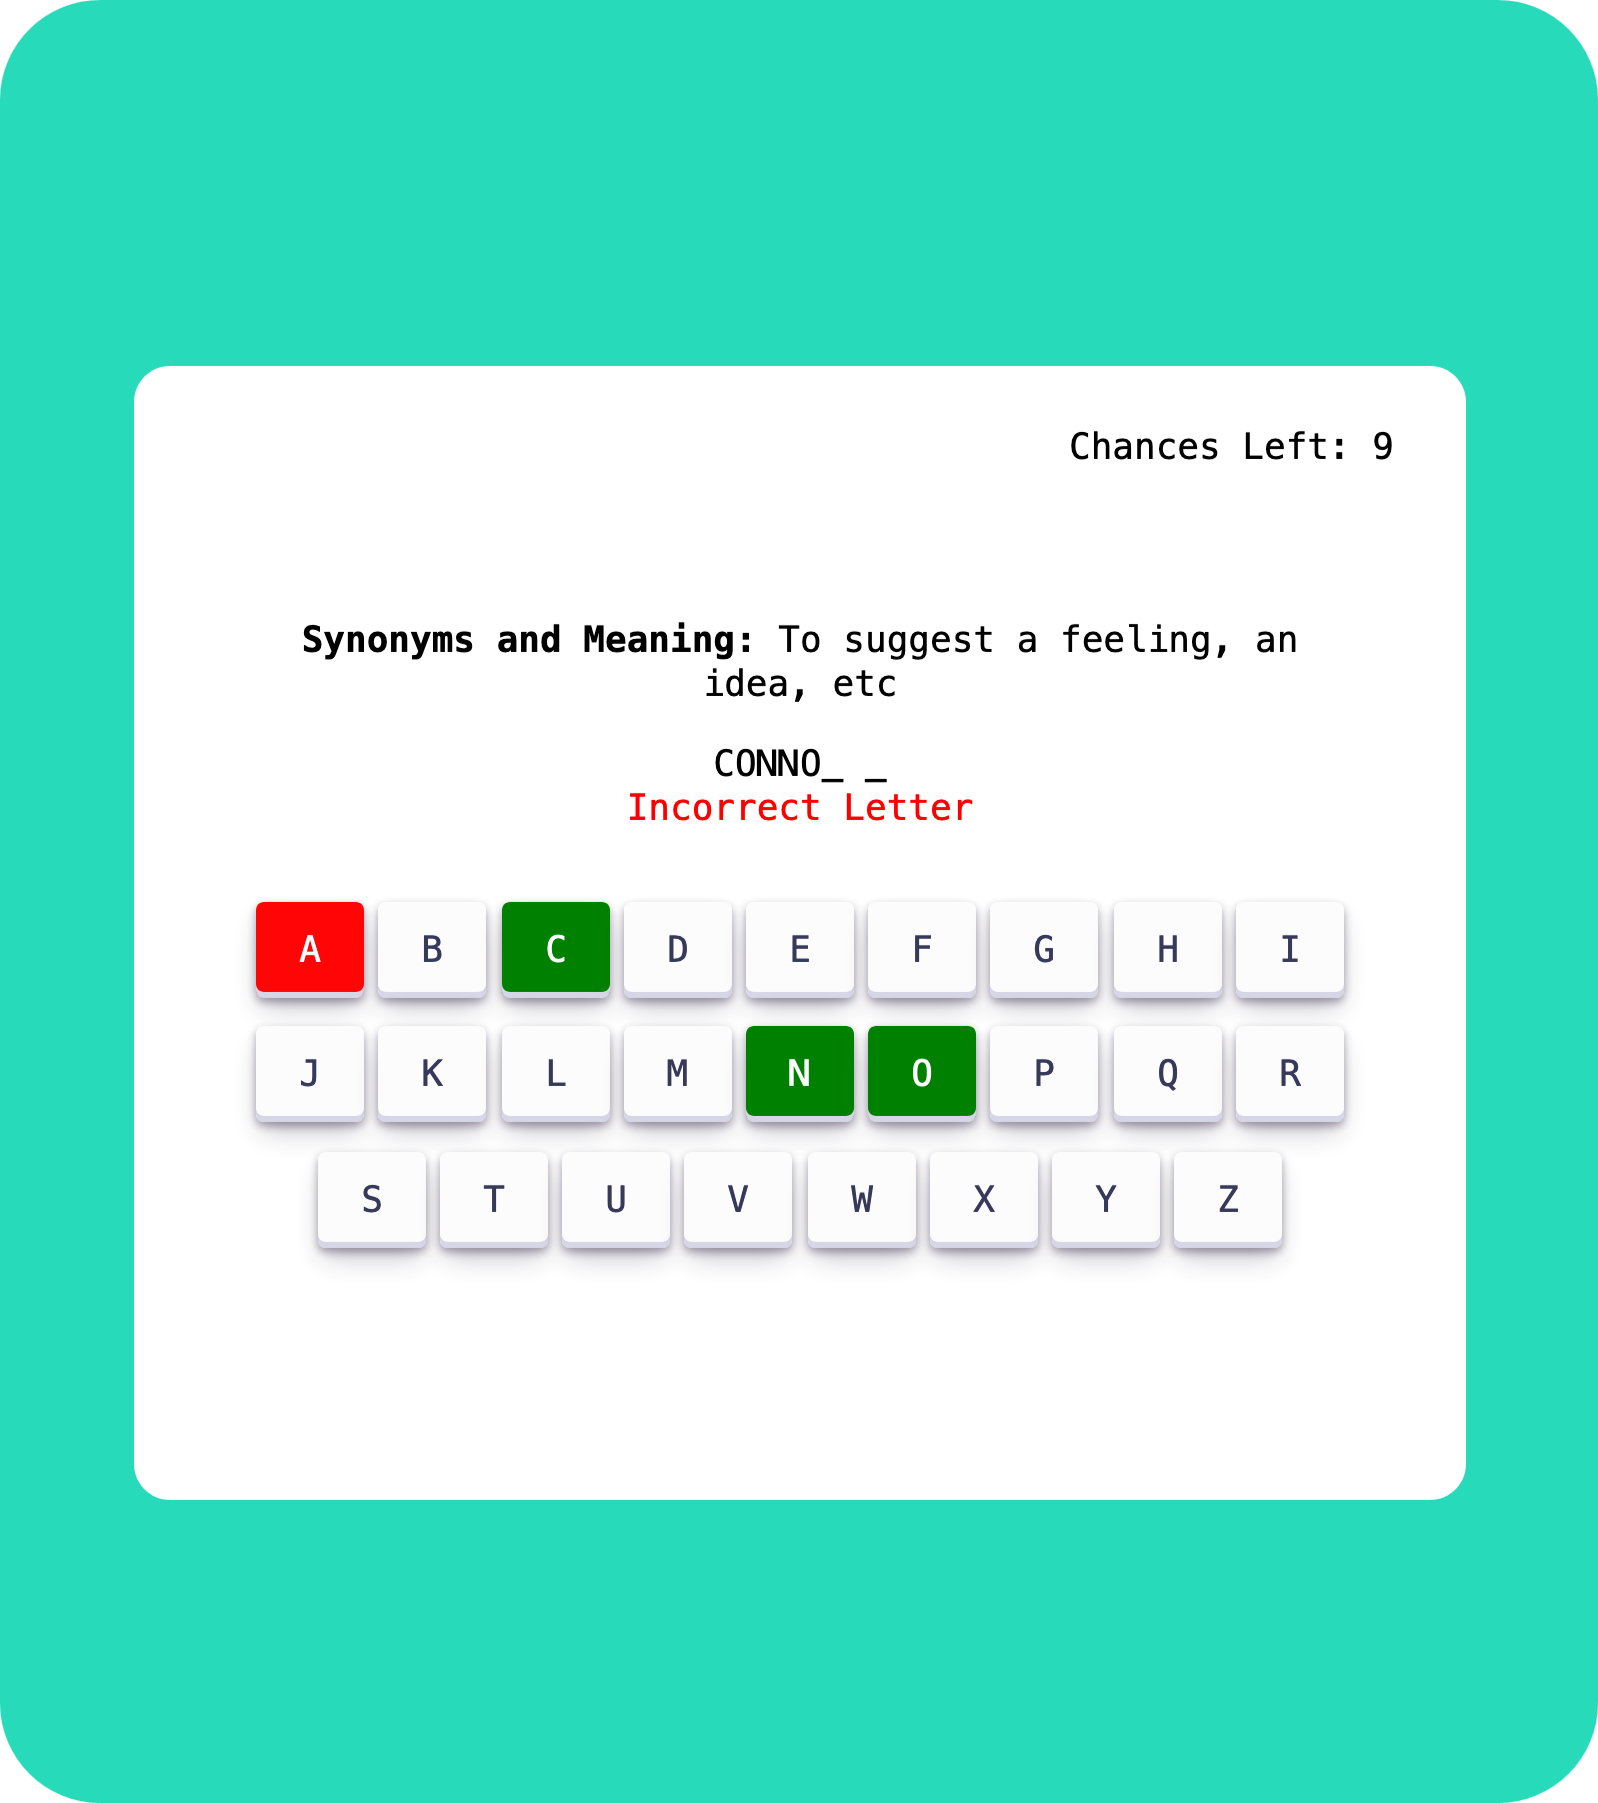 Chances Left: 9
Synonyms and Meaning: To suggest a feeling, an
idea, etc
CONNO_ _
Incorrect Letter
A B C D E F G H I
J K L M N O P Q R
S T U V W X Y Z